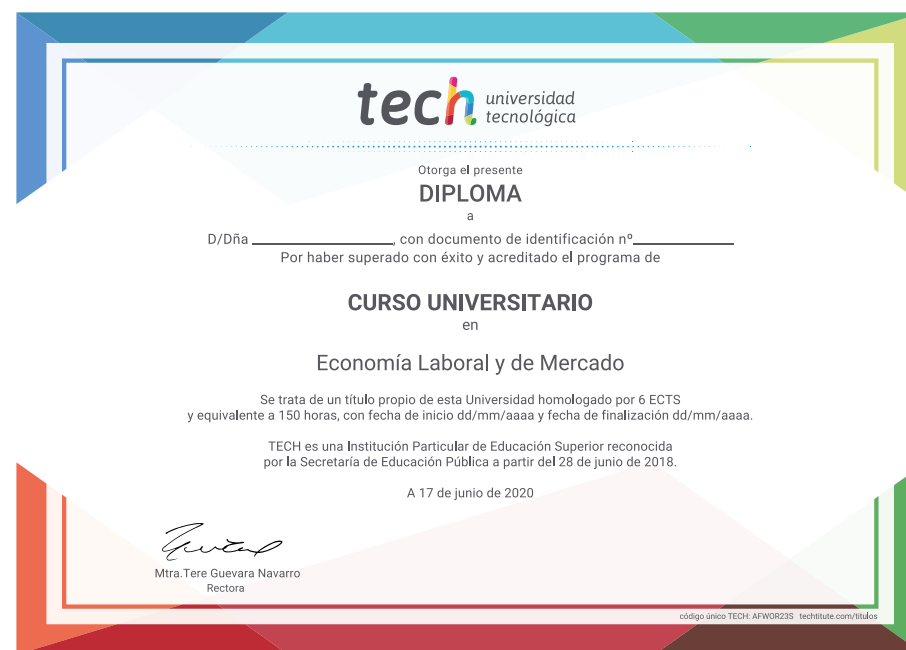 tech universidad
tecnológica
Otorga el presente
DIPLOMA
a
D/Dña ____________, con documento de identificación nº____________
Por haber superado con éxito y acreditado el programa de
CURSO UNIVERSITARIO
en
Economía Laboral y de Mercado
Se trata de un título propio de esta Universidad homologado por 6 ECTS
y equivalente a 150 horas, con fecha de inicio dd/mm/aaaa y fecha de finalización dd/mm/aaaa.
TECH es una Institución Particular de Educación Superior reconocida
por la Secretaría de Educación Pública a partir del 28 de junio de 2018.
A 17 de junio de 2020
Mtra.Tere Guevara Navarro
Rectora
código único TECH: AFWOR23S techtitute.com/titulos